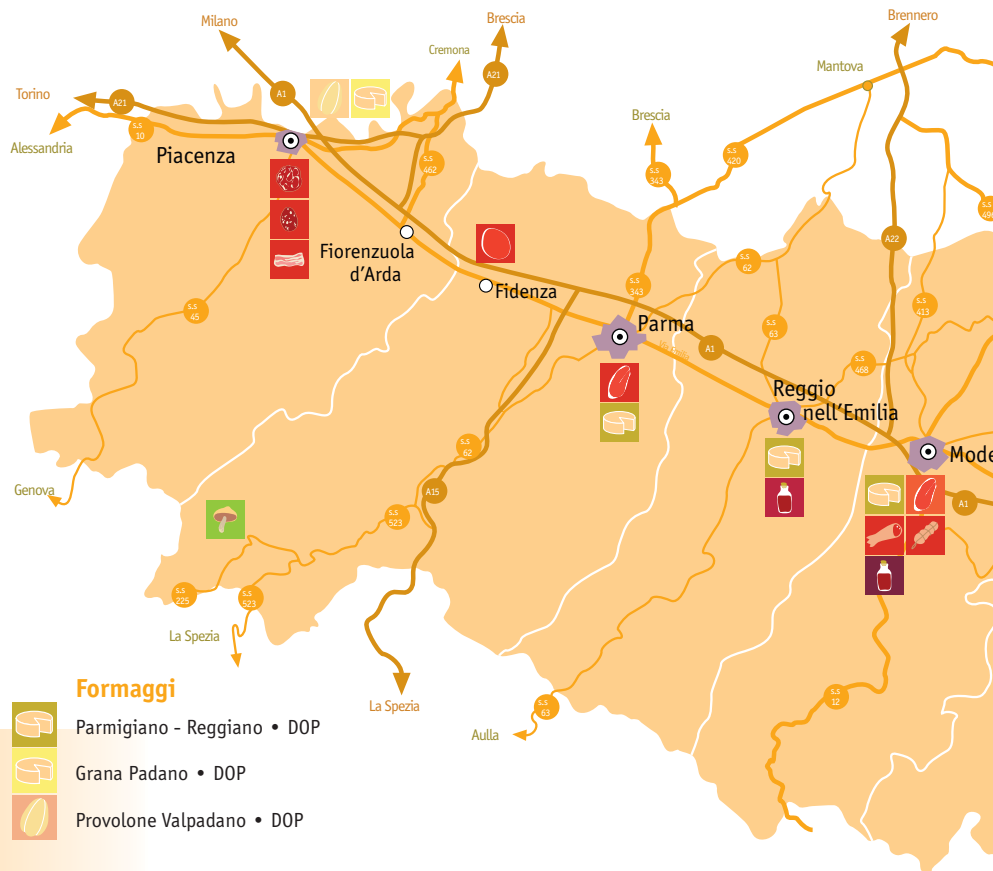 Brennero
Milano
Brescia
Cremona
Mantova
A21
Torino
A1
A21
Brescia
s.s
10
Alessandria
Piacenza
s.s
420
s.s
462
s.s
343
A22
Fiorenzuola
d'Arda
s.s
62
s.s
343
Fidenza
s.s
45
s.s
413
Parma
s.s
63
Via Emilia
A1
s.s
468
Reggio
nell'Emilia
s.s
62
Mode
Genova
A15
A1
s.s
523
s.s
225
s.s
523
La Spezia
Formaggi
s.s
12
La Spezia
s.s
63
Parmigiano - Reggiano • DOP
Aulla
Grana Padano • DOP
Provolone Valpadano • DOP